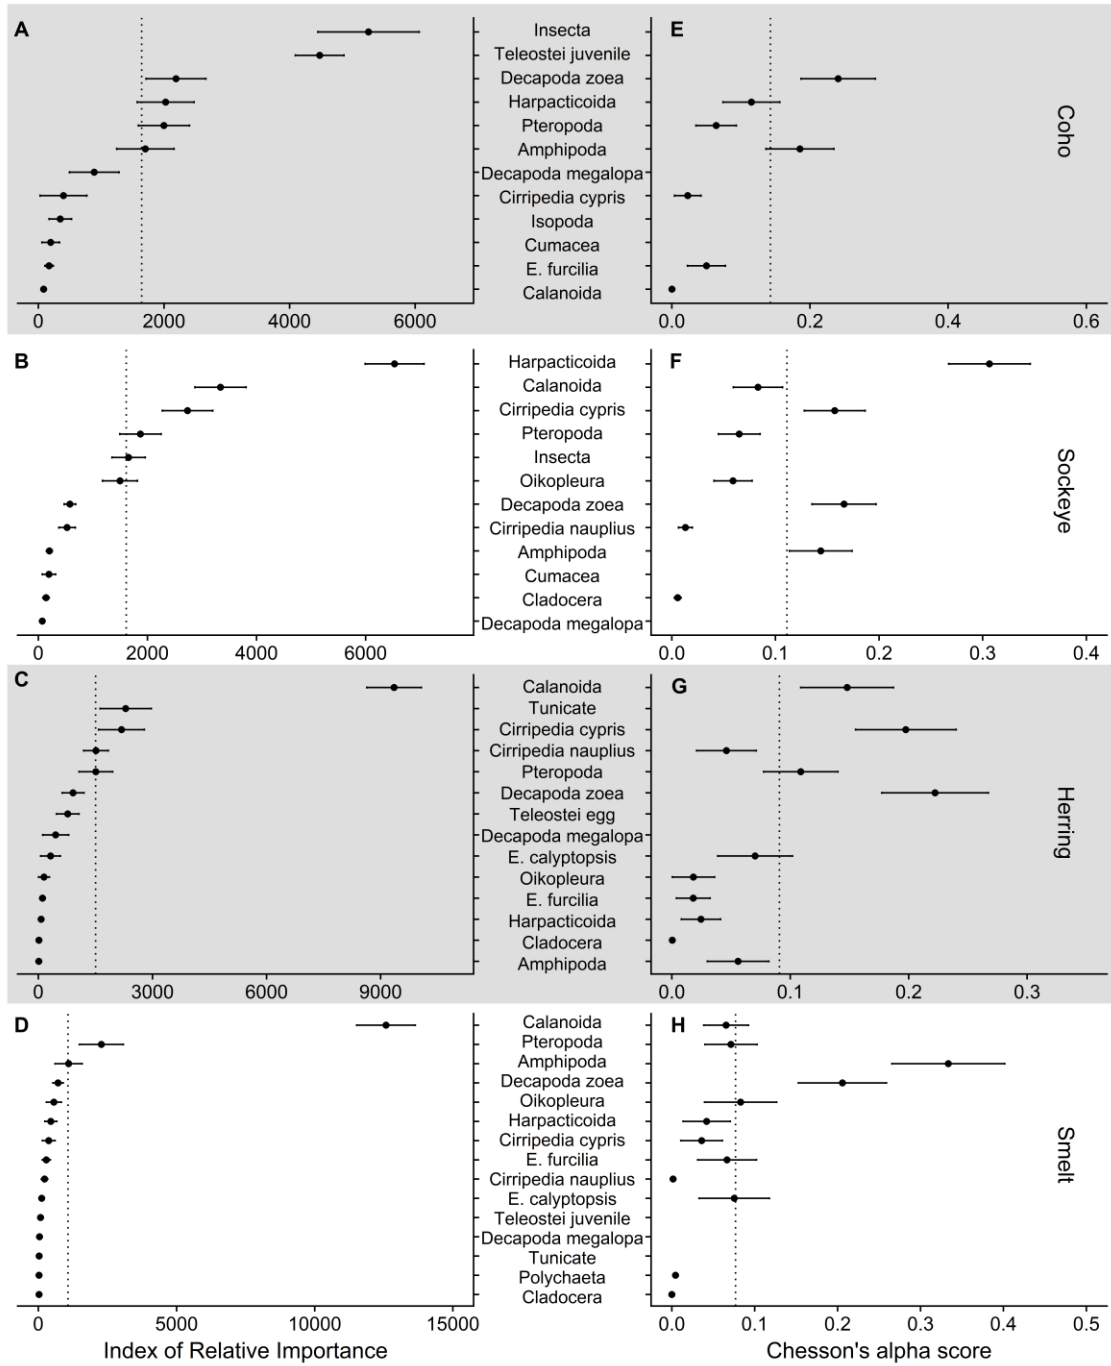 A
E
Insecta
Teleostei juvenile
Decapoda zoea
Harpacticoida
Pteropoda
Amphipoda
Decapoda megalopa
Cirripedia cypris
Isopoda
Cumacea
E. furcilia
Calanoida
Coho
0 2000 4000 6000
0.0 0.2 0.4 0.6
B
F
Harpacticoida
Calanoida
Cirripedia cypris
Pteropoda
Insecta
Oikopleura
Decapoda zoea
Cirripedia nauplius
Amphipoda
Cumacea
Cladocera
Decapoda megalopa
Sockeye
0 2000 4000 6000
0.0 0.1 0.2 0.3 0.4
C
G
Calanoida
Tunicate
Cirripedia cypris
Cirripedia nauplius
Pteropoda
Decapoda zoea
Teleostei egg
Decapoda megalopa
E. calyptopsis
Oikopleura
E. furcilia
Harpacticoida
Cladocera
Amphipoda
Herring
0 3000 6000 9000
0.0 0.1 0.2 0.3
D
H
Calanoida
Pteropoda
Amphipoda
Decapoda zoea
Oikopleura
Harpacticoida
Cirripedia cypris
E. furcilia
Cirripedia nauplius
E. calyptopsis
Teleostei juvenile
Decapoda megalopa
Tunicate
Polychaeta
Cladocera
Smelt
0 5000 10000 15000
0.0 0.1 0.2 0.3 0.4 0.5
Index of Relative Importance
Chesson's alpha score